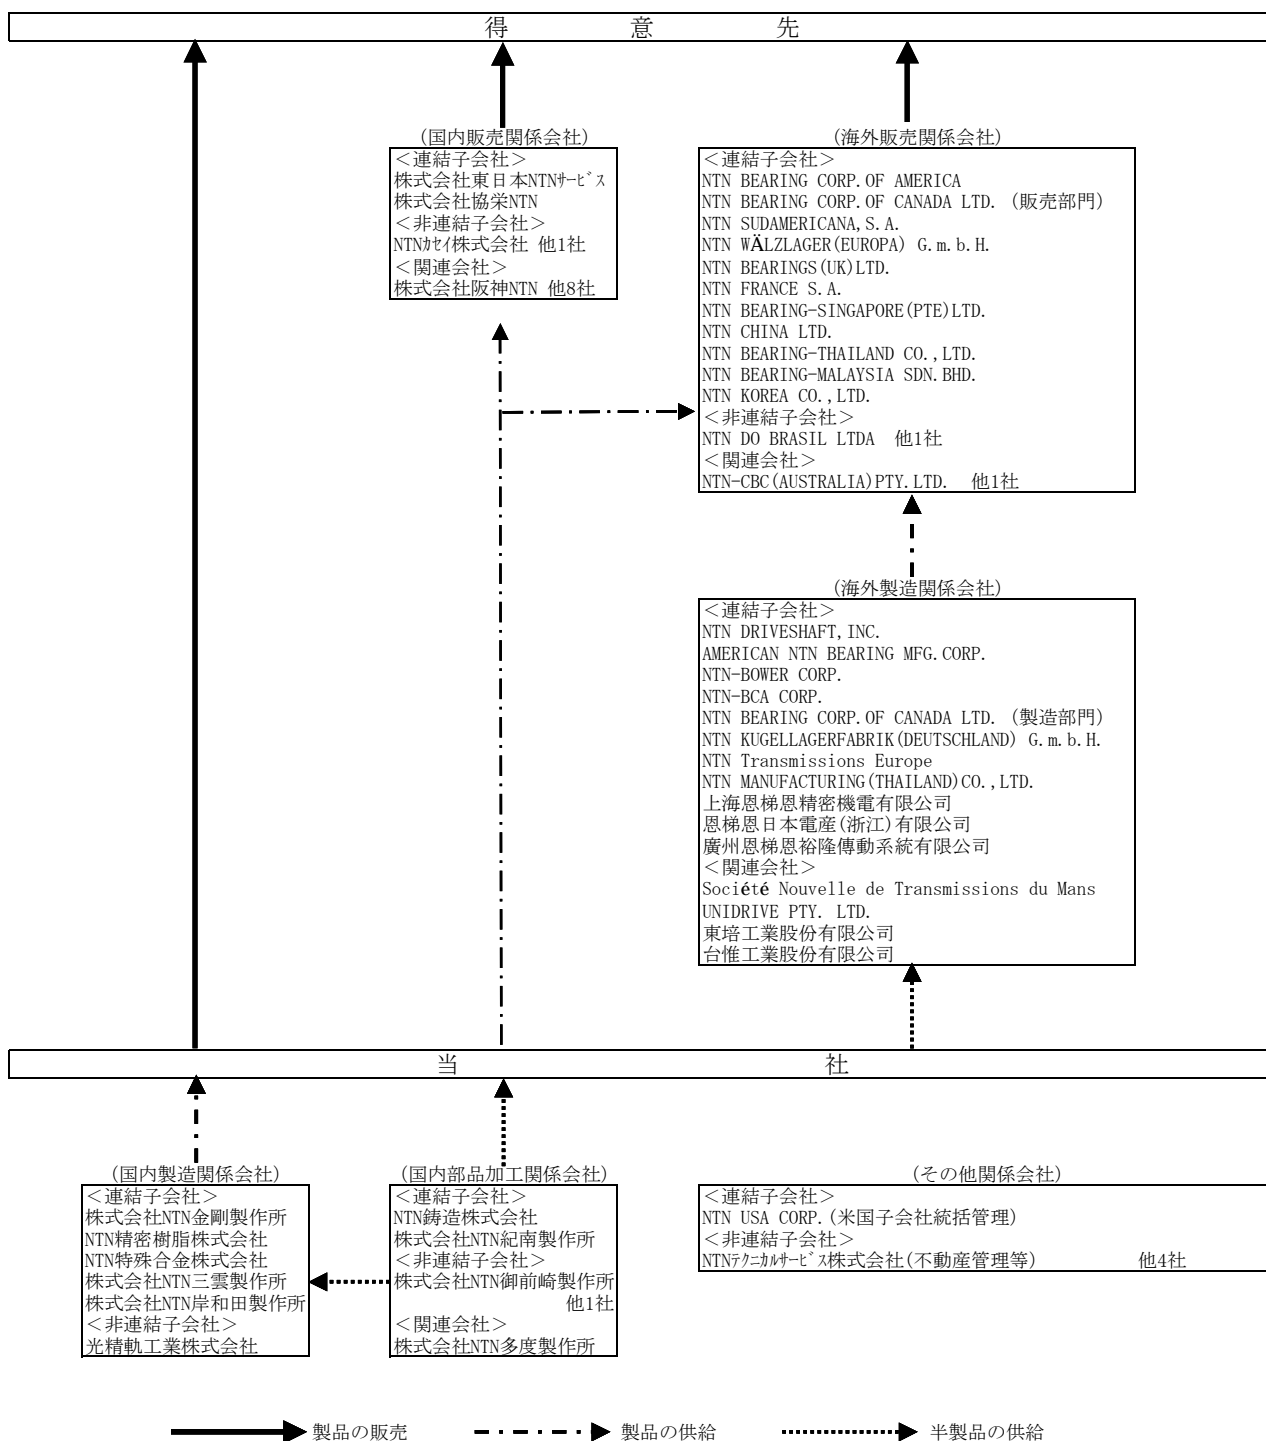 得意先
(国内販売関係会社)
＜連結子会社＞
株式会社東日本NTNｻｰﾋﾞｽ
株式会社協栄NTN
＜非連結子会社＞
NTNｶｾｲ株式会社 他1社
＜関連会社＞
株式会社阪神NTN 他8社
(海外販売関係会社)
＜連結子会社＞
NTN BEARING CORP.OF AMERICA
NTN BEARING CORP.OF CANADA LTD. (販売部門)
NTN SUDAMERICANA,S.A.
NTN WÄLZLAGER(EUROPA) G.m.b.H.
NTN BEARINGS(UK)LTD.
NTN FRANCE S.A.
NTN BEARING-SINGAPORE(PTE)LTD.
NTN CHINA LTD.
NTN BEARING-THAILAND CO.,LTD.
NTN BEARING-MALAYSIA SDN.BHD.
NTN KOREA CO.,LTD.
＜非連結子会社＞
NTN DO BRASIL LTDA 他1社
＜関連会社＞
NTN-CBC(AUSTRALIA)PTY.LTD. 他1社
(海外製造関係会社)
＜連結子会社＞
NTN DRIVESHAFT,INC.
AMERICAN NTN BEARING MFG.CORP.
NTN-BOWER CORP.
NTN-BCA CORP.
NTN BEARING CORP.OF CANADA LTD. (製造部門)
NTN KUGELLAGERFABRIK(DEUTSCHLAND) G.m.b.H.
NTN Transmissions Europe
NTN MANUFACTURING(THAILAND)CO.,LTD.
上海恩梯恩精密機電有限公司
恩梯恩日本電産(浙江)有限公司
廣州恩梯恩裕隆傳動系統有限公司
＜関連会社＞
Société Nouvelle de Transmissions du Mans
UNIDRIVE PTY. LTD.
東培工業股份有限公司
台惟工業股份有限公司
当社
(国内製造関係会社)
＜連結子会社＞
株式会社NTN金剛製作所
NTN精密樹脂株式会社
NTN特殊合金株式会社
株式会社NTN三雲製作所
株式会社NTN岸和田製作所
＜非連結子会社＞
光精軌工業株式会社
(国内部品加工関係会社)
＜連結子会社＞
NTN鋳造株式会社
株式会社NTN紀南製作所
＜非連結子会社＞
株式会社NTN御前崎製作所
他1社
＜関連会社＞
株式会社NTN多度製作所
(その他関係会社)
＜連結子会社＞
NTN USA CORP.(米国子会社統括管理)
＜非連結子会社＞
NTNﾃｸﾆｶﾙｻｰﾋﾞｽ株式会社(不動産管理等) 他4社
製品の販売 製品の供給 半製品の供給